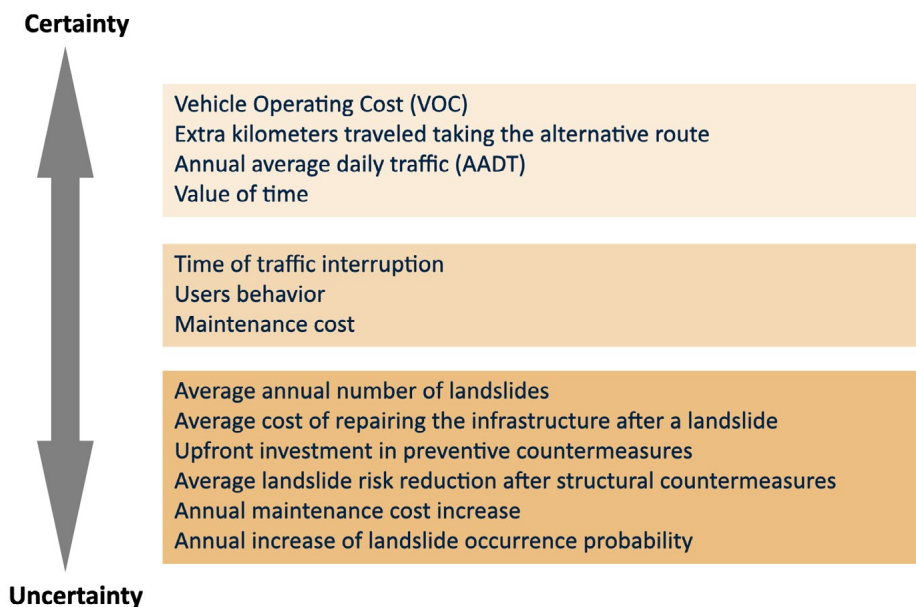 Certainty
Vehicle Operating Cost (VOC)
Extra kilometers traveled taking the alternative route
Annual average daily traffic (AADT)
Value of time
Time of traffic interruption
Users behavior
Maintenance cost
Average annual number of landslides
Average cost of repairing the infrastructure after a landslide
Upfront investment in preventive countermeasures
Average landslide risk reduction after structural countermeasures
Annual maintenance cost increase
Annual increase of landslide occurrence probability
Uncertainty